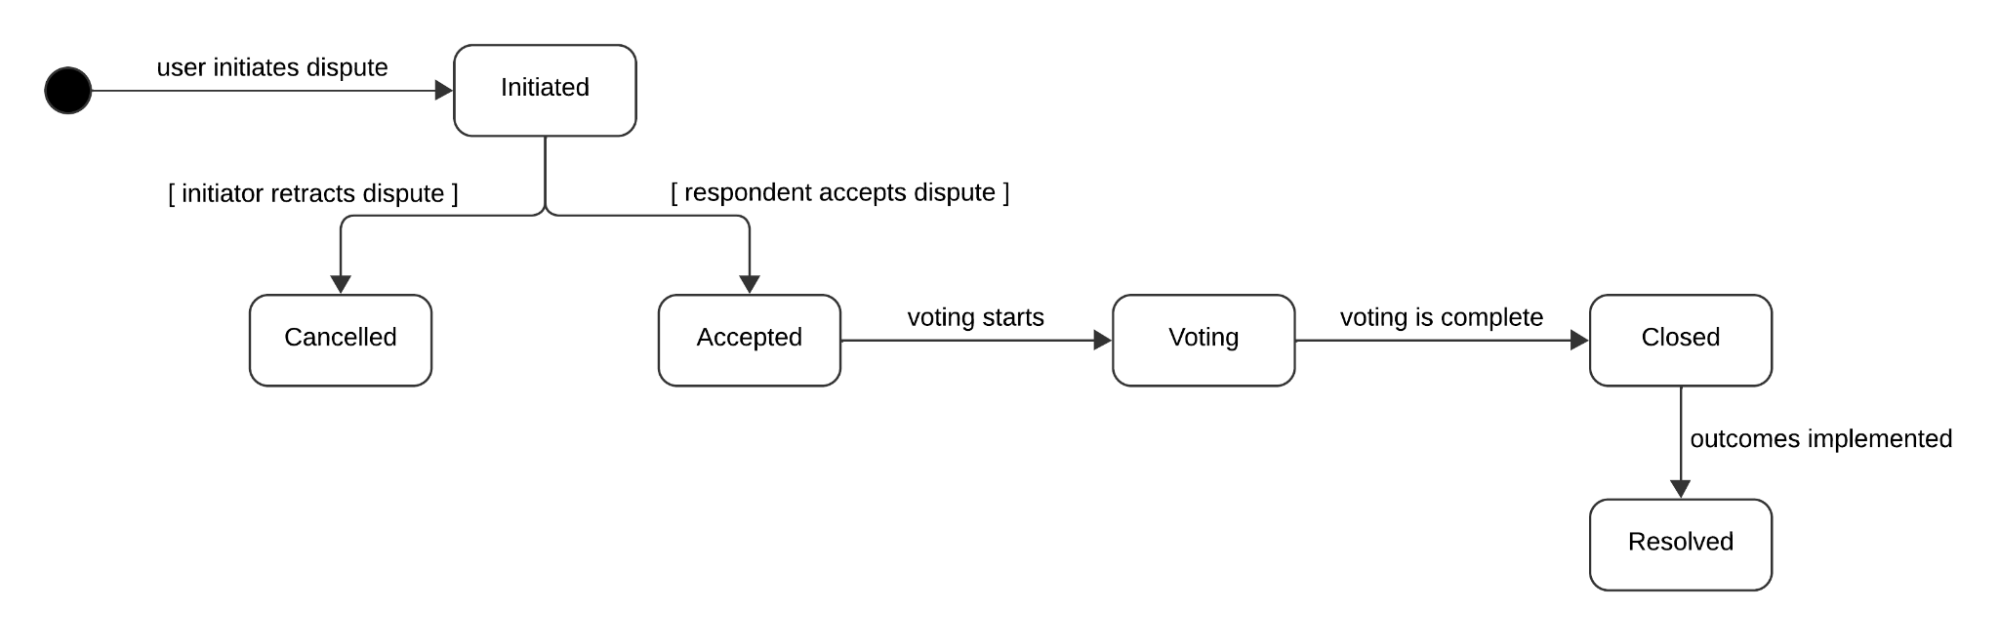 user initiates dispute
Initiated
[ initiator retracts dispute ]
[ respondent accepts dispute ]
Cancelled
Accepted
voting starts
Voting
voting is complete
Closed
outcomes implemented
Resolved